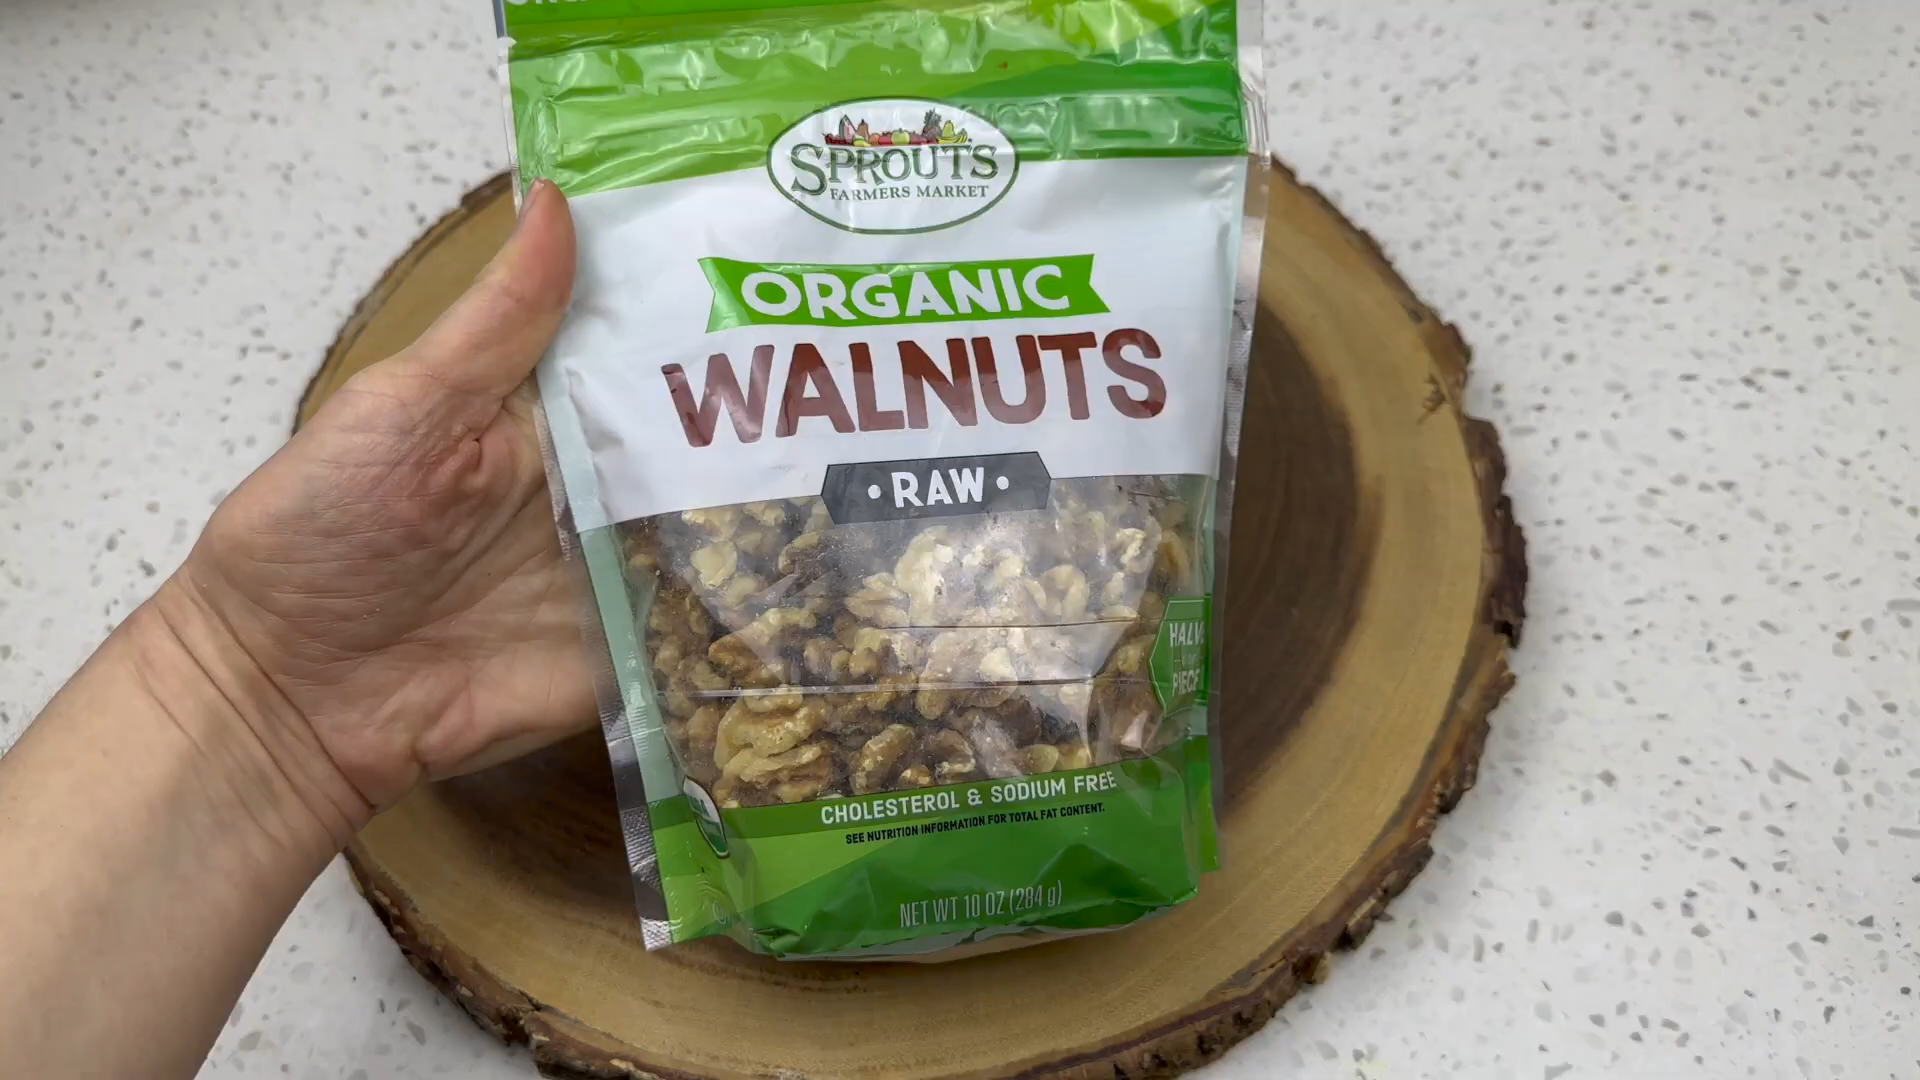 SPROUTS
FARMERS MARKET
ORGANIC
WALNUTS
• RAW •
CHOLESTEROL & SODIUM FREE
SEE NUTRITION INFORMATION FOR TOTAL FAT CONTENT.
NET WT 10 OZ (284 g)